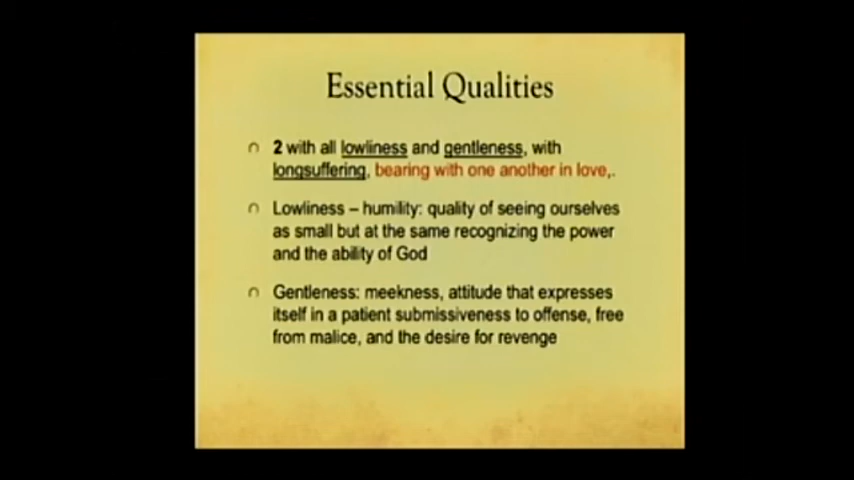 Essential Qualities
2 with all lowliness and gentleness, with
longsuffering, bearing with one another in love,.
Lowliness – humility: quality of seeing ourselves
as small but at the same recognizing the power
and the ability of God
Gentleness: meekness, attitude that expresses
itself in a patient submissiveness to offense, free
from malice, and the desire for revenge